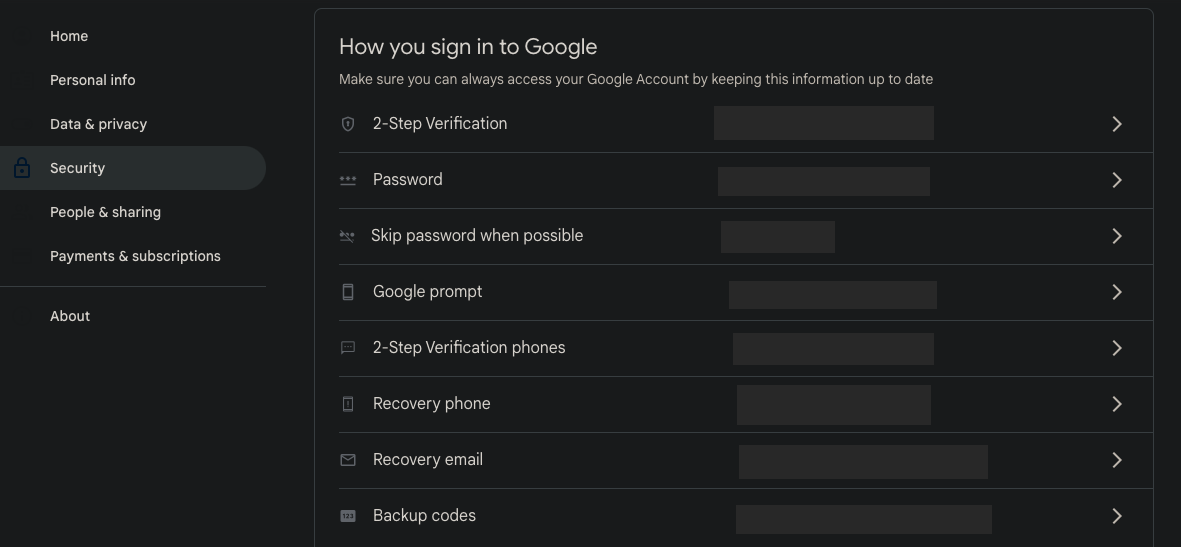 Home
Personal info
Data & privacy
Security
People & sharing
Payments & subscriptions
About
How you sign in to Google
Make sure you can always access your Google Account by keeping this information up to date
2-Step Verification
Password
Skip password when possible
Google prompt
2-Step Verification phones
Recovery phone
Recovery email
123 Backup codes